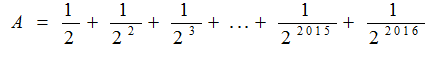 A = 1/2 + 1/2^2 + 1/2^3 + ... + 1/2^2015 + 1/2^2016